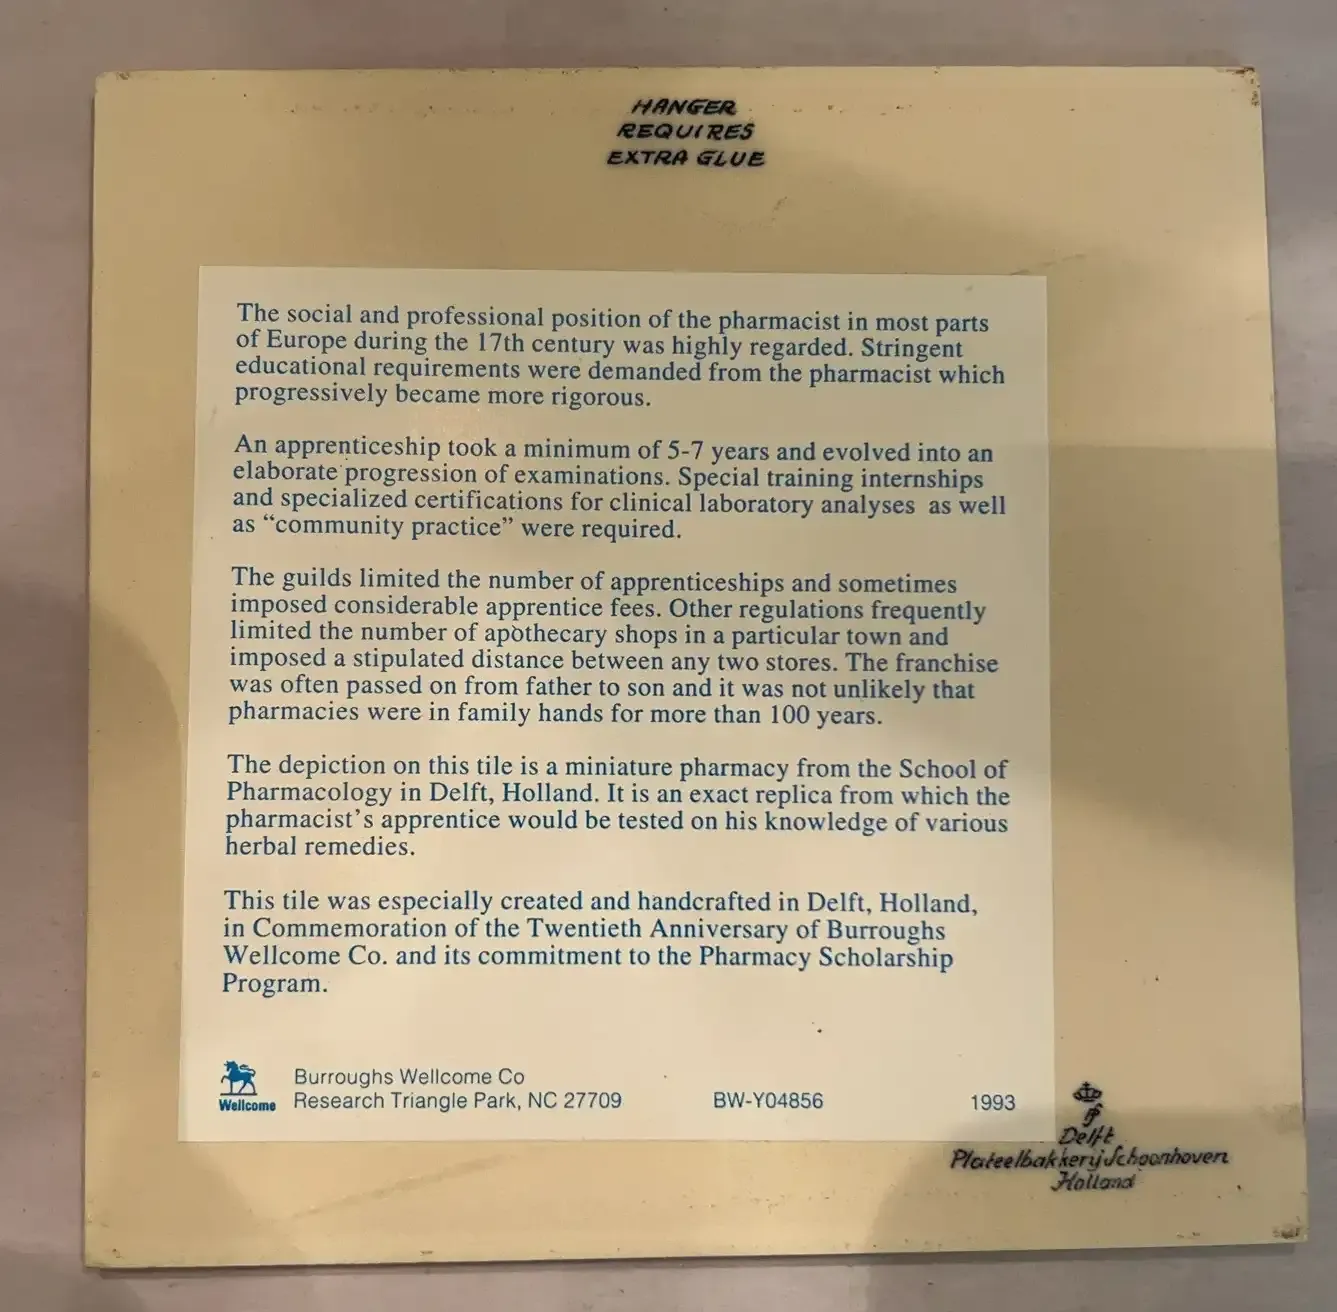 HANGER
REQUIRES
EXTRA GLUE
The social and professional position of the pharmacist in most parts
of Europe during the 17th century was highly regarded. Stringent
educational requirements were demanded from the pharmacist which
progressively became more rigorous.
An apprenticeship took a minimum of 5-7 years and evolved into an
elaborate progression of examinations. Special training internships
and specialized certifications for clinical laboratory analyses as well
as “community practice” were required.
The guilds limited the number of apprenticeships and sometimes
imposed considerable apprentice fees. Other regulations frequently
limited the number of apothecary shops in a particular town and
imposed a stipulated distance between any two stores. The franchise
was often passed on from father to son and it was not unlikely that
pharmacies were in family hands for more than 100 years.
The depiction on this tile is a miniature pharmacy from the School of
Pharmacology in Delft, Holland. It is an exact replica from which the
pharmacist’s apprentice would be tested on his knowledge of various
herbal remedies.
This tile was especially created and handcrafted in Delft, Holland,
in Commemoration of the Twentieth Anniversary of Burroughs
Wellcome Co. and its commitment to the Pharmacy Scholarship
Program.
Wellcome
Burroughs Wellcome Co
Research Triangle Park, NC 27709 BW-Y04856 1993
Delft
Plateelbakkerij Schoonhoven
Holland